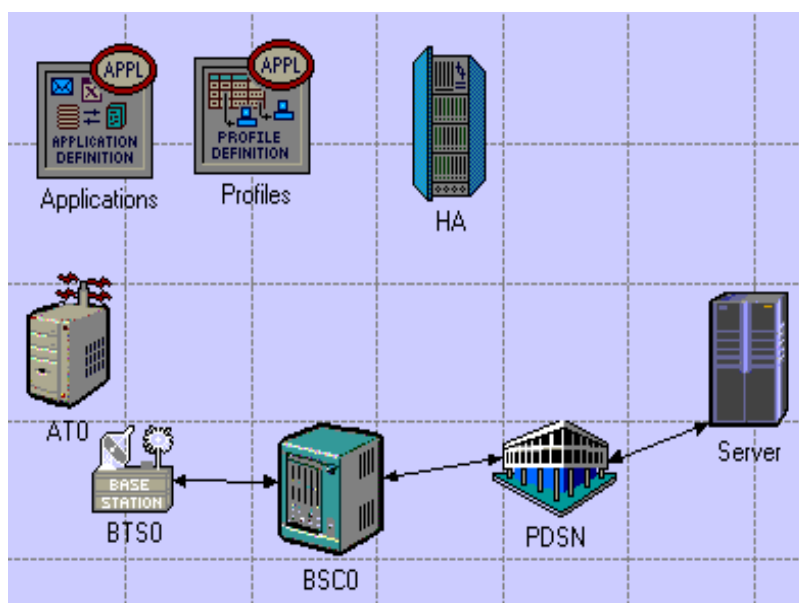 APPL
APPLICATION
DEFINITION
Applications
APPL
PROFILE
DEFINITION
Profiles
HA
AT0
BASE
STATION
BTS0
BSC0
PDSN
Server